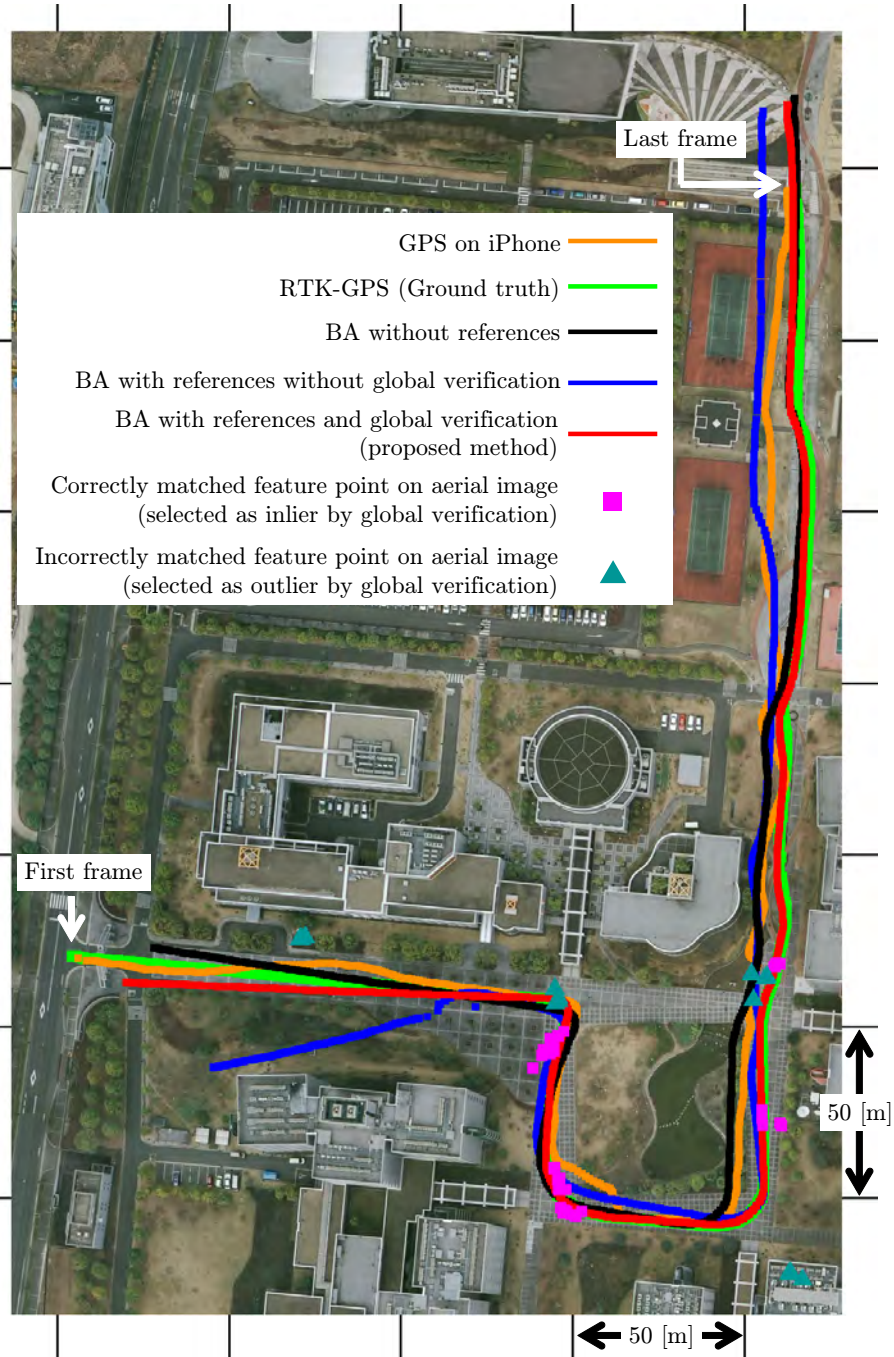 Last frame
GPS on iPhone
RTK-GPS (Ground truth)
BA without references
BA with references without global verification
BA with references and global verification
(proposed method)
Correctly matched feature point on aerial image
(selected as inlier by global verification)
Incorrectly matched feature point on aerial image
(selected as outlier by global verification)
First frame
50 [m]
50 [m]